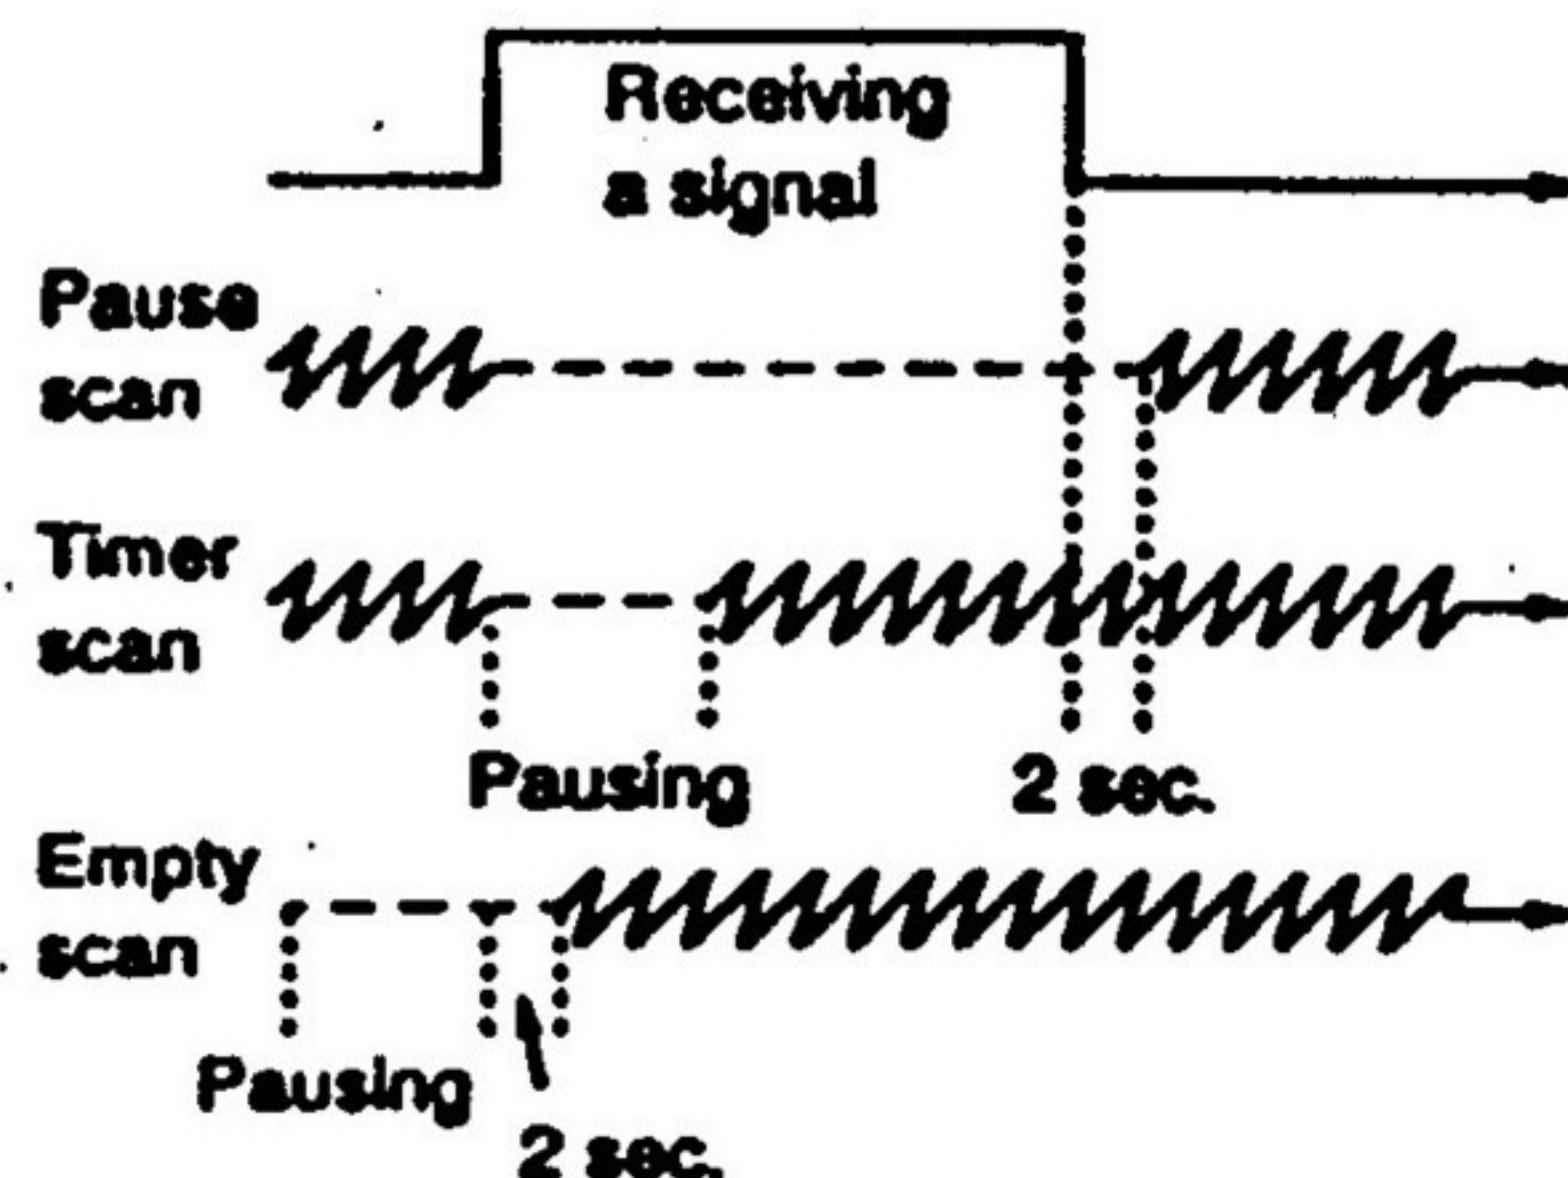 Receiving
a signal
Pause
scan
Timer
scan
Pausing
2 sec.
Empty
scan
Pausing
2 sec.